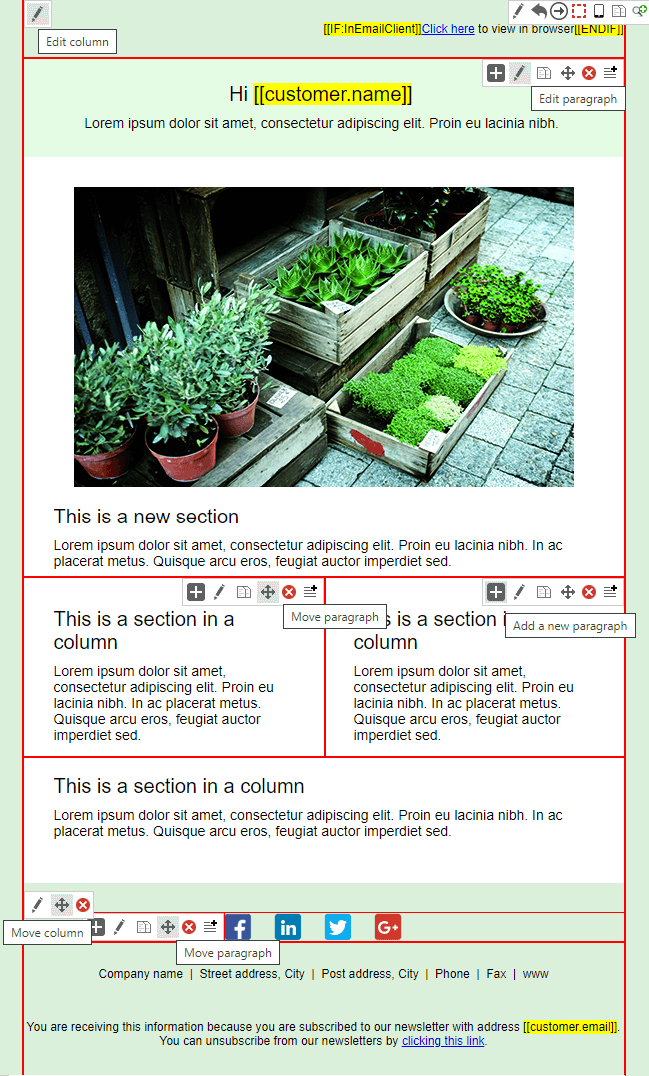 [[IF:InEmailClient]]Click here to view in browser[[ENDIF]]
Edit column
Edit paragraph
Hi [[customer.name]]
Lorem ipsum dolor sit amet, consectetur adipiscing elit. Proin eu lacinia nibh.
This is a new section
Lorem ipsum dolor sit amet, consectetur adipiscing elit. Proin eu lacinia nibh. In ac
placerat metus. Quisque arcu eros, feugiat auctor imperdiet sed.
Move paragraph
This is a section in a
column
Lorem ipsum dolor sit amet,
consectetur adipiscing elit. Proin eu
lacinia nibh. In ac placerat metus.
Quisque arcu eros, feugiat auctor
imperdiet sed.
Add a new paragraph
is a section
column
Lorem ipsum dolor sit amet,
consectetur adipiscing elit. Proin eu
lacinia nibh. In ac placerat metus.
Quisque arcu eros, feugiat auctor
imperdiet sed.
This is a section in a column
Lorem ipsum dolor sit amet, consectetur adipiscing elit. Proin eu lacinia nibh. In ac
placerat metus. Quisque arcu eros, feugiat auctor imperdiet sed.
Move column
Move paragraph
f in G+
Company name | Street address, City | Post address, City | Phone | Fax | www
You are receiving this information because you are subscribed to our newsletter with address [[customer.email]].
You can unsubscribe from our newsletters by clicking this link.